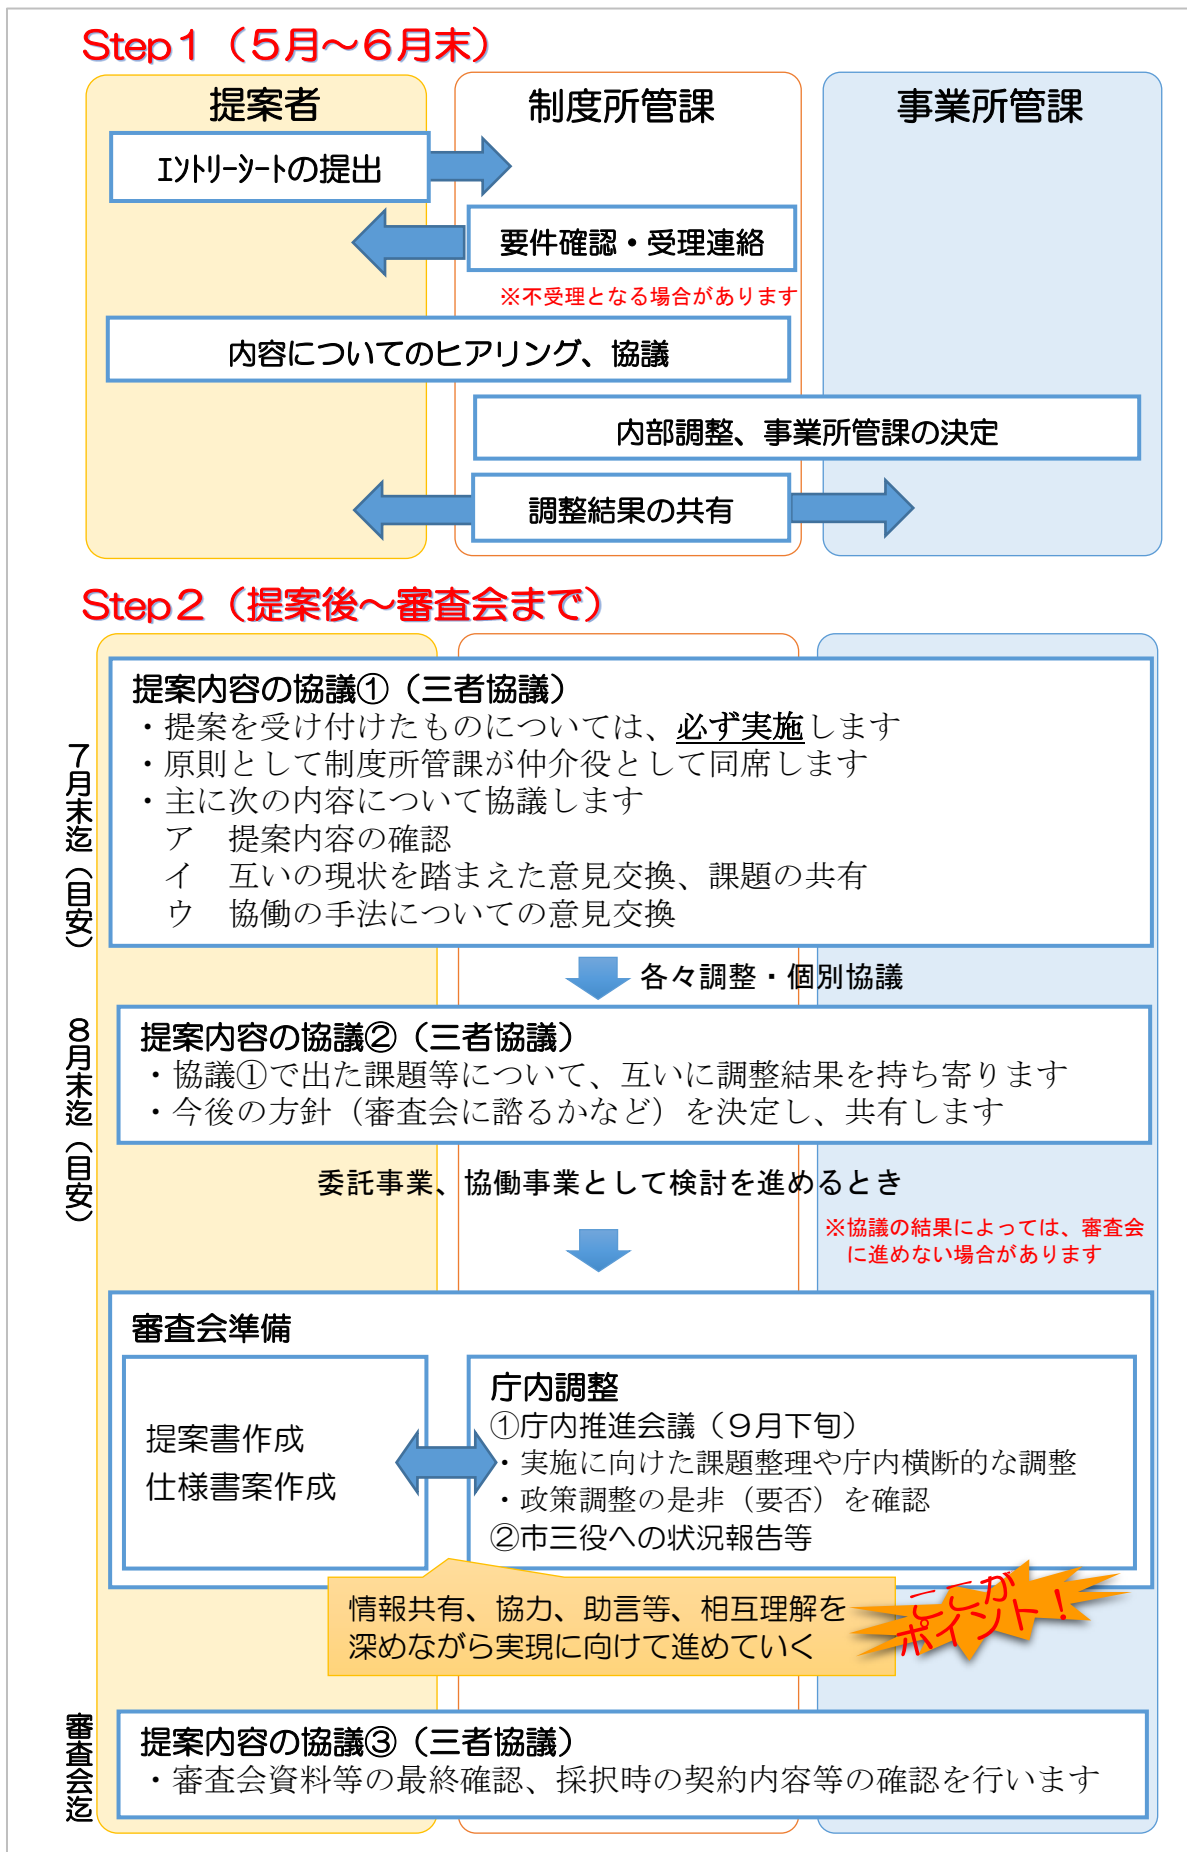 Step1（5月～6月末）
提案者
制度所管課
事業所管課
ｴﾝﾄﾘｰｼｰﾄの提出
要件確認・受理連絡
※不受理となる場合があります
内容についてのヒアリング、協議
内部調整、事業所管課の決定
調整結果の共有
Step2（提案後～審査会まで）
7月末迄（目安）
提案内容の協議①（三者協議）
・提案を受け付けたものについては、必ず実施します
・原則として制度所管課が仲介役として同席します
・主に次の内容について協議します
ア　提案内容の確認
イ　互いの現状を踏まえた意見交換、課題の共有
ウ　協働の手法についての意見交換
各々調整・個別協議
8月末迄（目安）
提案内容の協議②（三者協議）
・協議①で出た課題等について、互いに調整結果を持ち寄ります
・今後の方針（審査会に諮るかなど）を決定し、共有します
委託事業、協働事業として検討を進めるとき
※協議の結果によっては、審査会
に進めない場合があります
審査会準備
提案書作成
仕様書案作成
庁内調整
①庁内推進会議（9月下旬）
・実施に向けた課題整理や庁内横断的な調整
・政策調整の是非（要否）を確認
②市三役への状況報告等
情報共有、協力、助言等、相互理解を
深めながら実現に向けて進めていく
ここが
ポイント！
審査会迄
提案内容の協議③（三者協議）
・審査会資料等の最終確認、採択時の契約内容等の確認を行います